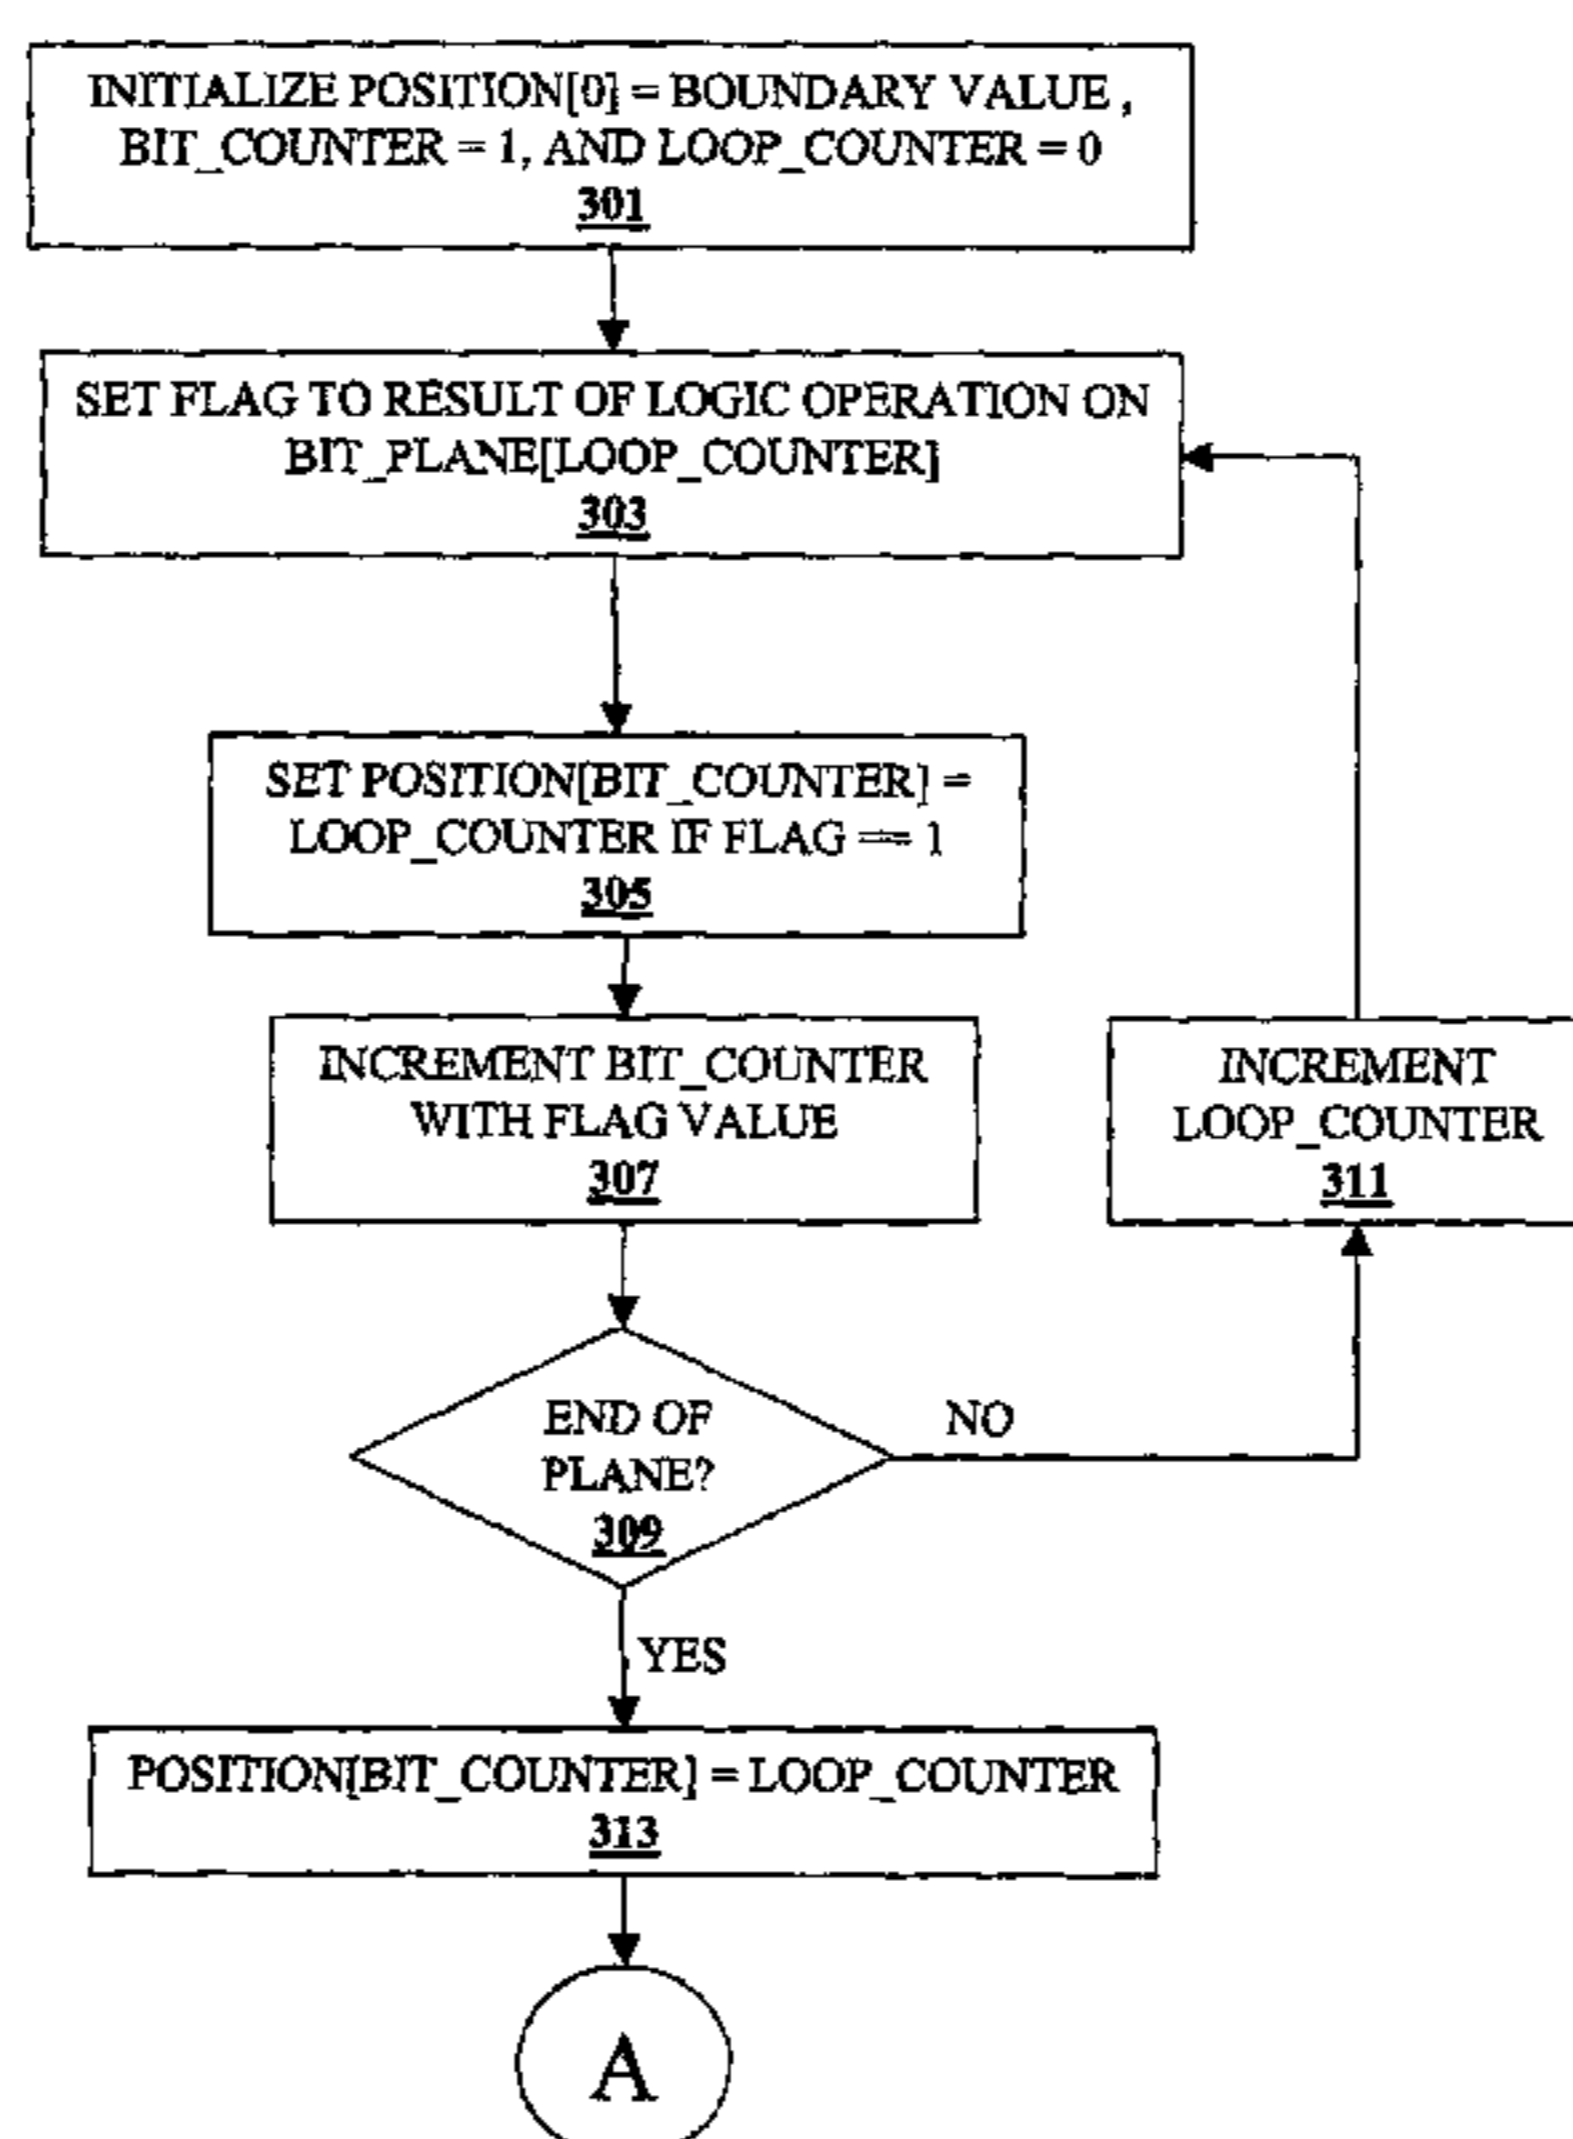 INITIALIZE POSITION[0] = BOUNDARY VALUE ,
BIT_COUNTER = 1, AND LOOP_COUNTER = 0
301
SET FLAG TO RESULT OF LOGIC OPERATION ON
BIT_PLANE[LOOP_COUNTER]
303
SET POSITION[BIT_COUNTER] =
LOOP_COUNTER IF FLAG == 1
305
INCREMENT BIT_COUNTER
WITH FLAG VALUE
307
INCREMENT
LOOP_COUNTER
311
END OF
PLANE?
309
NO
YES
POSITION[BIT_COUNTER] = LOOP_COUNTER
313
A